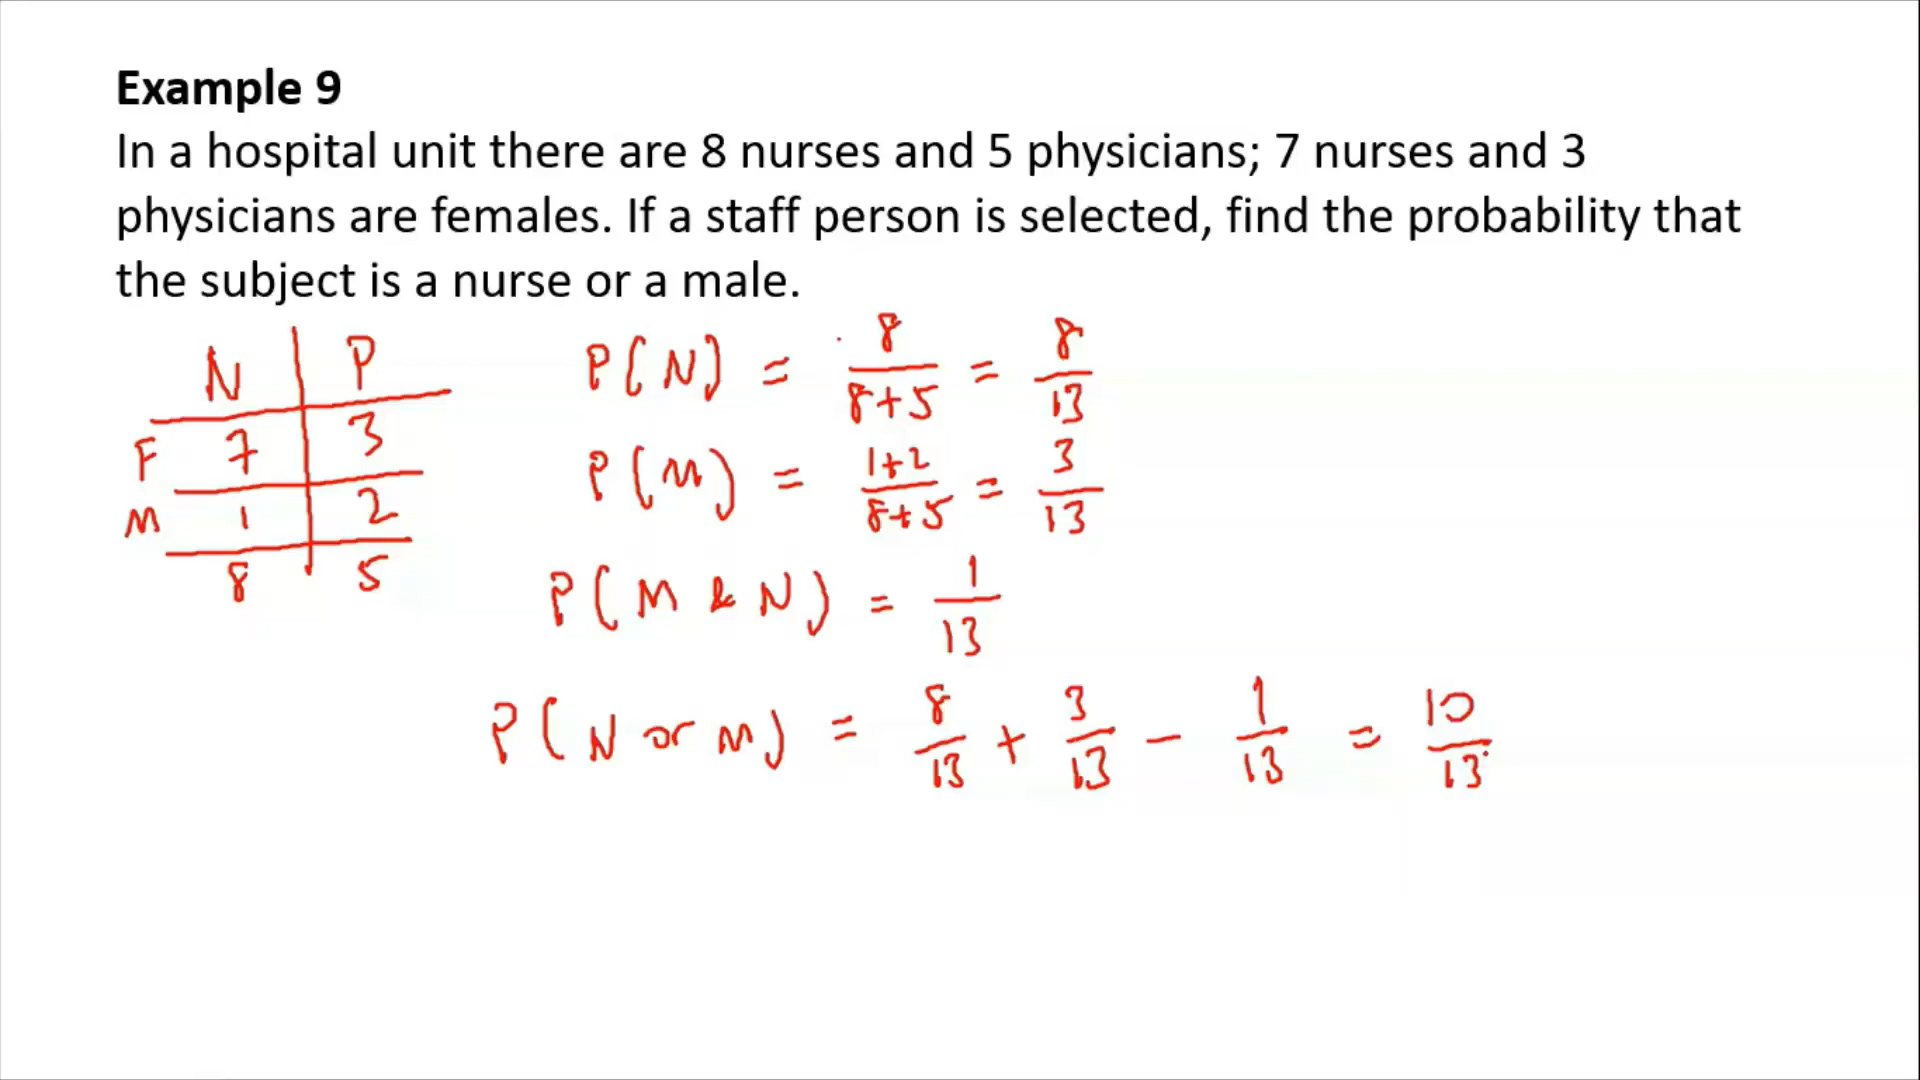 Example 9
In a hospital unit there are 8 nurses and 5 physicians; 7 nurses and 3
physicians are females. If a staff person is selected, find the probability that
the subject is a nurse or a male.
N P
F 7 3
M 1 2
8 5
P(N) = 8/(8+5) = 8/13
P(M) = (1+2)/(8+5) = 3/13
P(M & N) = 1/13
P(N or M) = 8/13 + 3/13 - 1/13 = 10/13